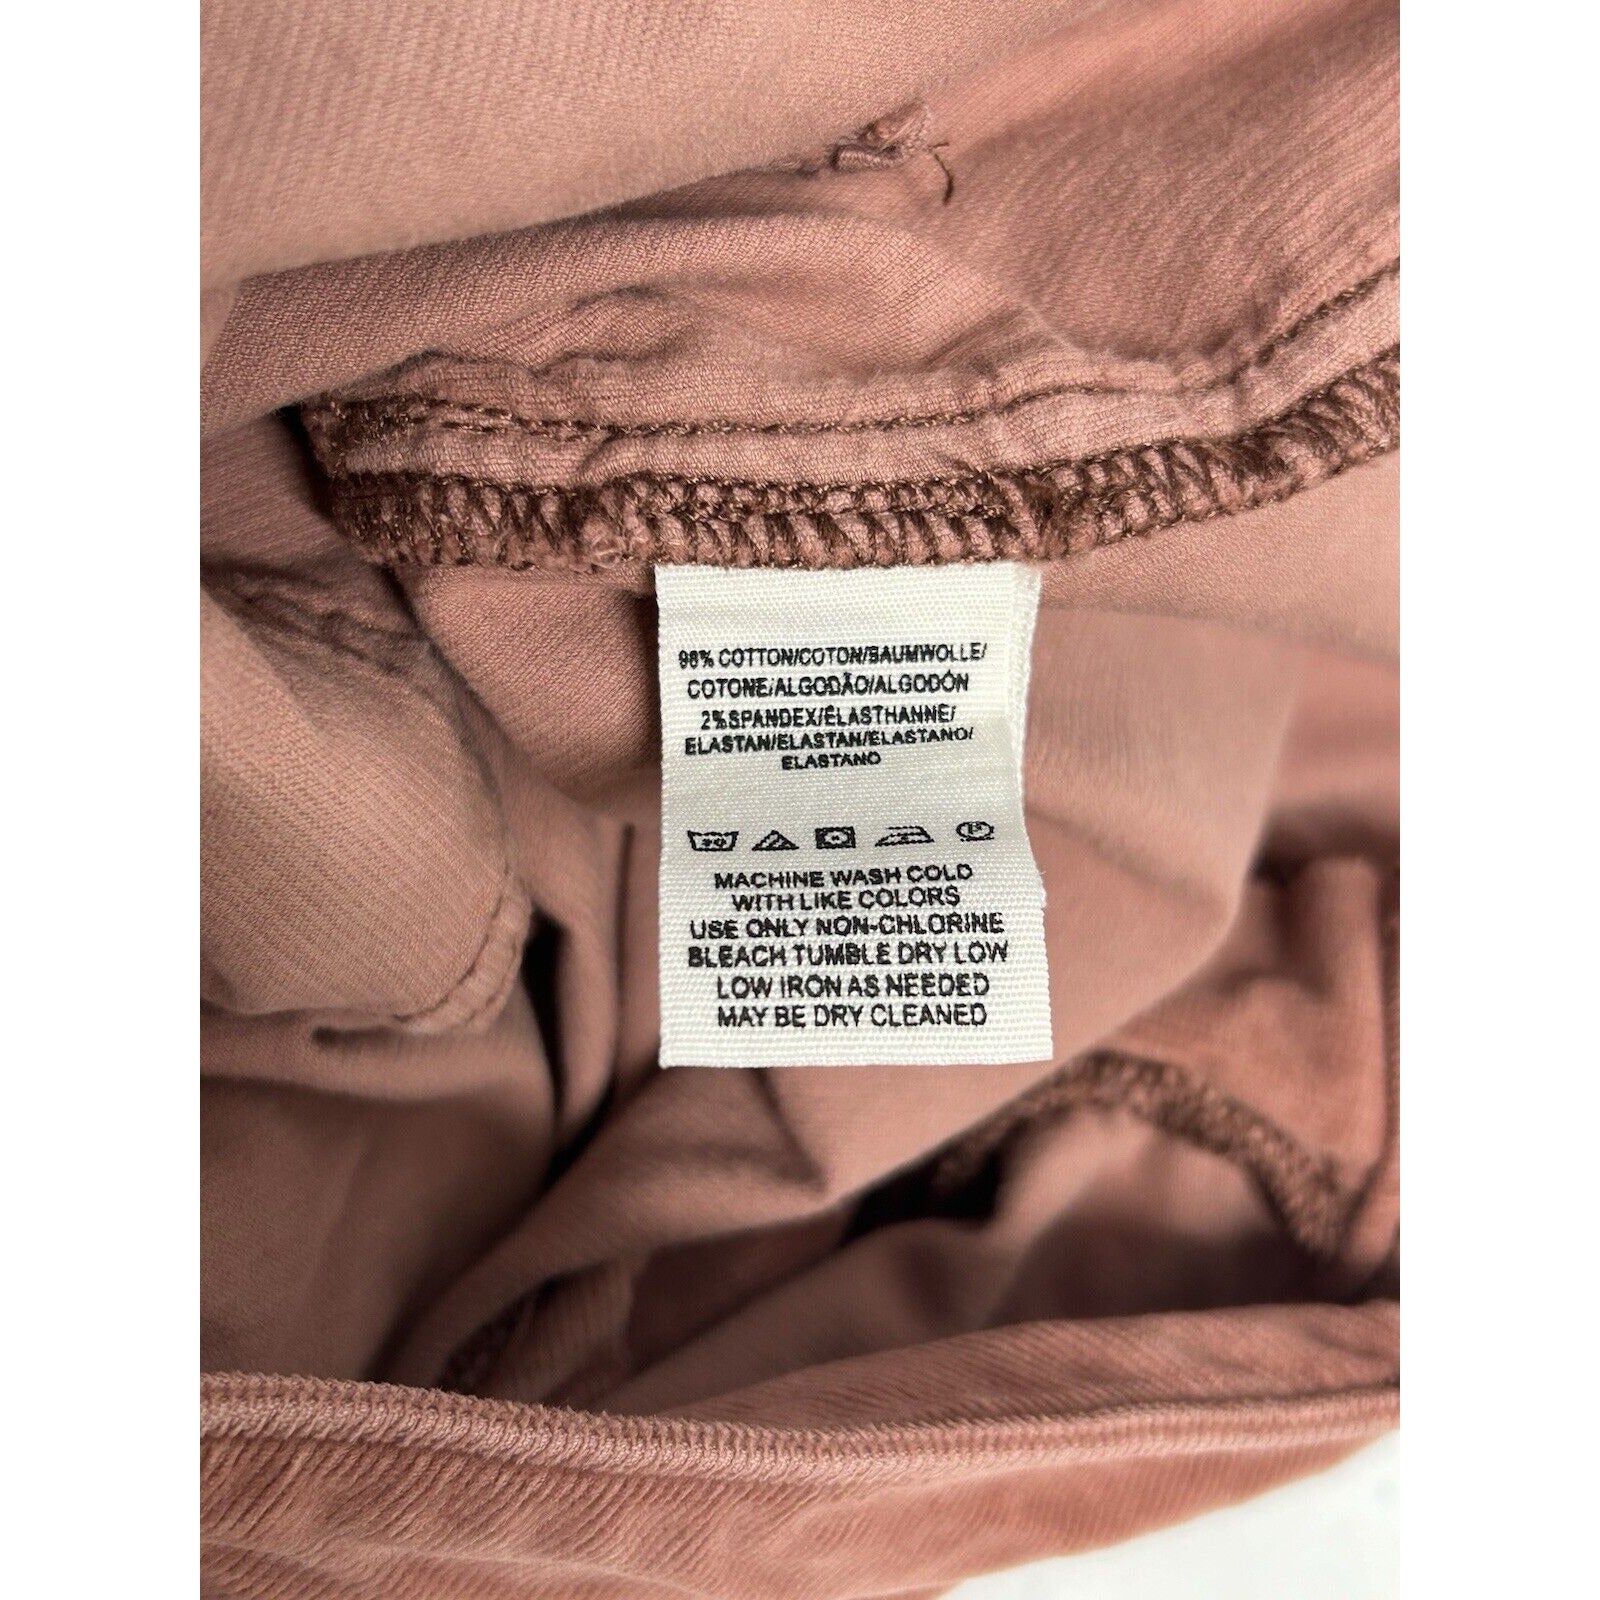 98% COTTON/COTON/BAUMWOLLE/
COTONE/ALGODÃO/ALGODÓN
2%SPANDEX/ÉLASTHANNE/
ELASTAN/ELASTAN/ELASTANO/
ELASTANO
30 P
MACHINE WASH COLD
WITH LIKE COLORS
USE ONLY NON-CHLORINE
BLEACH TUMBLE DRY LOW
LOW IRON AS NEEDED
MAY BE DRY CLEANED